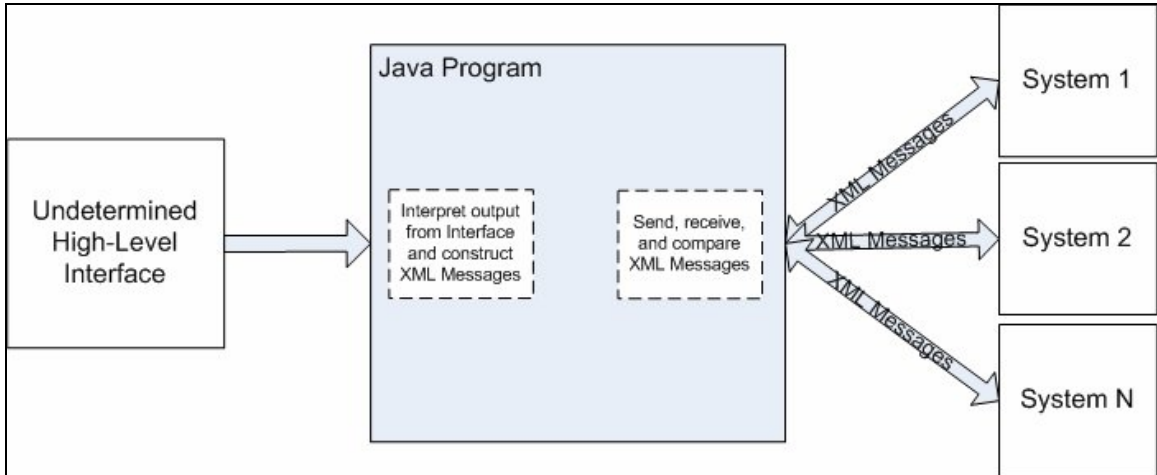 Java Program
Undetermined
High-Level
Interface
Interpret output
from Interface
and construct
XML Messages
Send, receive,
and compare
XML Messages
XML Messages
XML Messages
XML Messages
System 1
System 2
System N